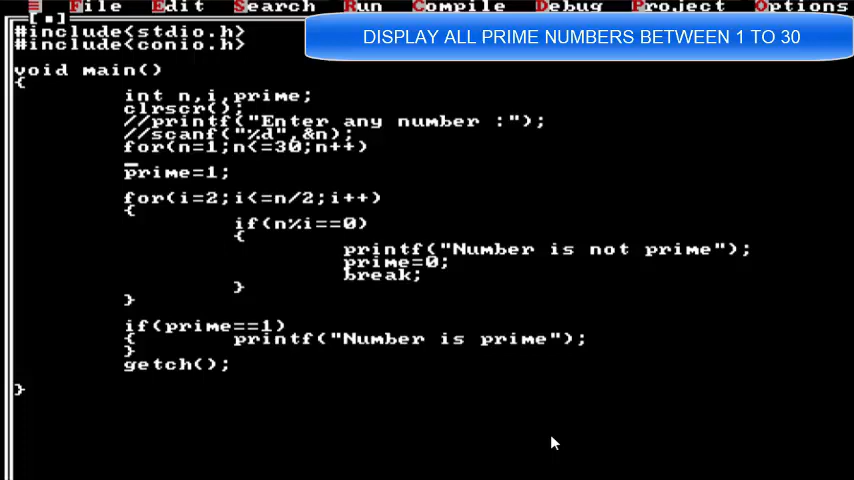 ≡ File Edit Search Run Compile Debug Project Options
[■]
DISPLAY ALL PRIME NUMBERS BETWEEN 1 TO 30
#include<stdio.h>
#include<conio.h>
void main()
{
int n,i,prime;
clrscr();
//printf("Enter any number :");
//scanf("%d",&n);
for(n=1;n<=30;n++)
prime=1;
for(i=2;i<=n/2;i++)
{
if(n%i==0)
{
printf("Number is not prime");
prime=0;
break;
}
}
if(prime==1)
{ printf("Number is prime");
}
getch();
}